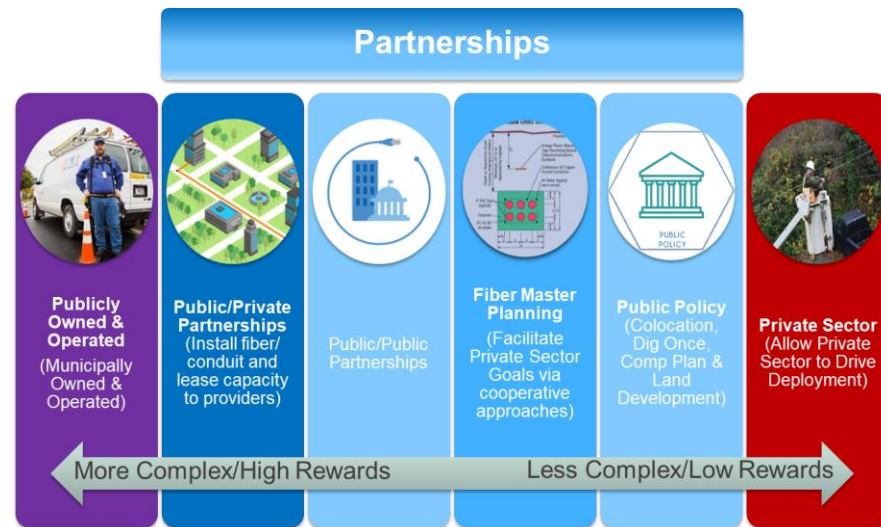 Partnerships
Publicly
Owned &
Operated
(Municipally
Owned &
Operated)
Public/Private
Partnerships
(Install fiber/
conduit and
lease capacity
to providers)
Public/Public
Partnerships
Fiber Master
Planning
(Facilitate
Private Sector
Goals via
cooperative
approaches)
PUBLIC
POLICY
Public Policy
(Colocation,
Dig Once,
Comp Plan &
Land
Development)
Private Sector
(Allow Private
Sector to Drive
Deployment)
More Complex/High Rewards
Less Complex/Low Rewards